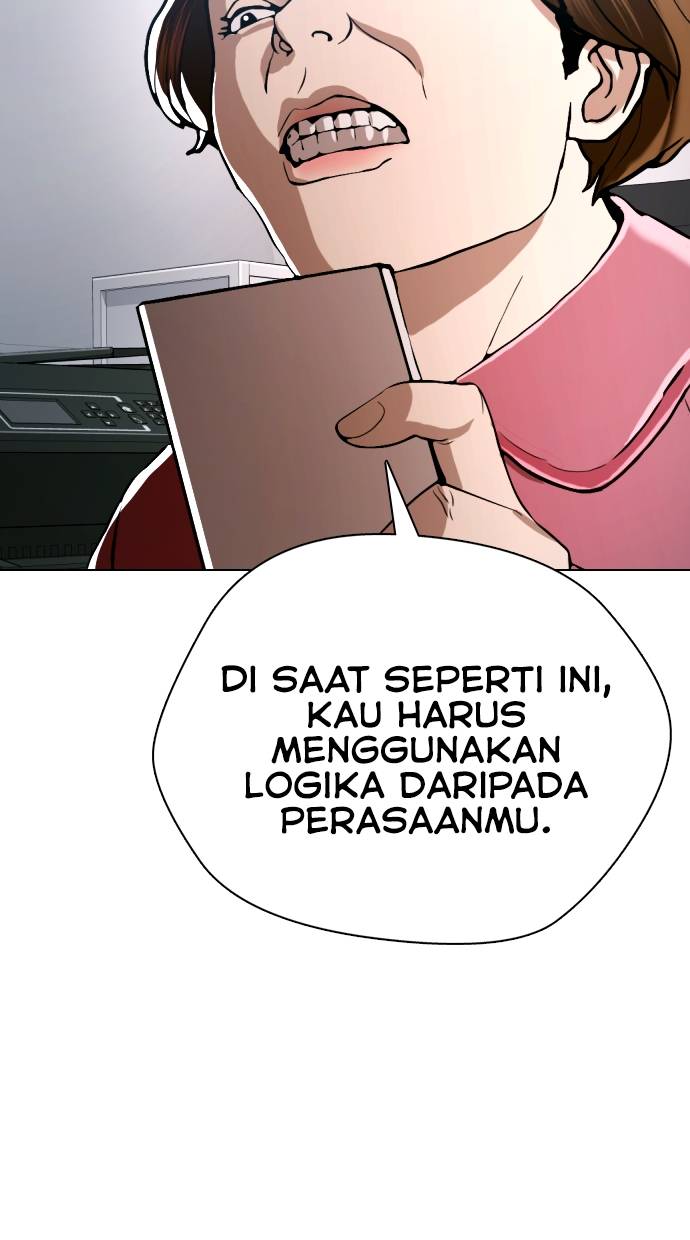 DI SAAT SEPERTI INI,
KAU HARUS
MENGGUNAKAN
LOGIKA DARIPADA
PERASAANMU.